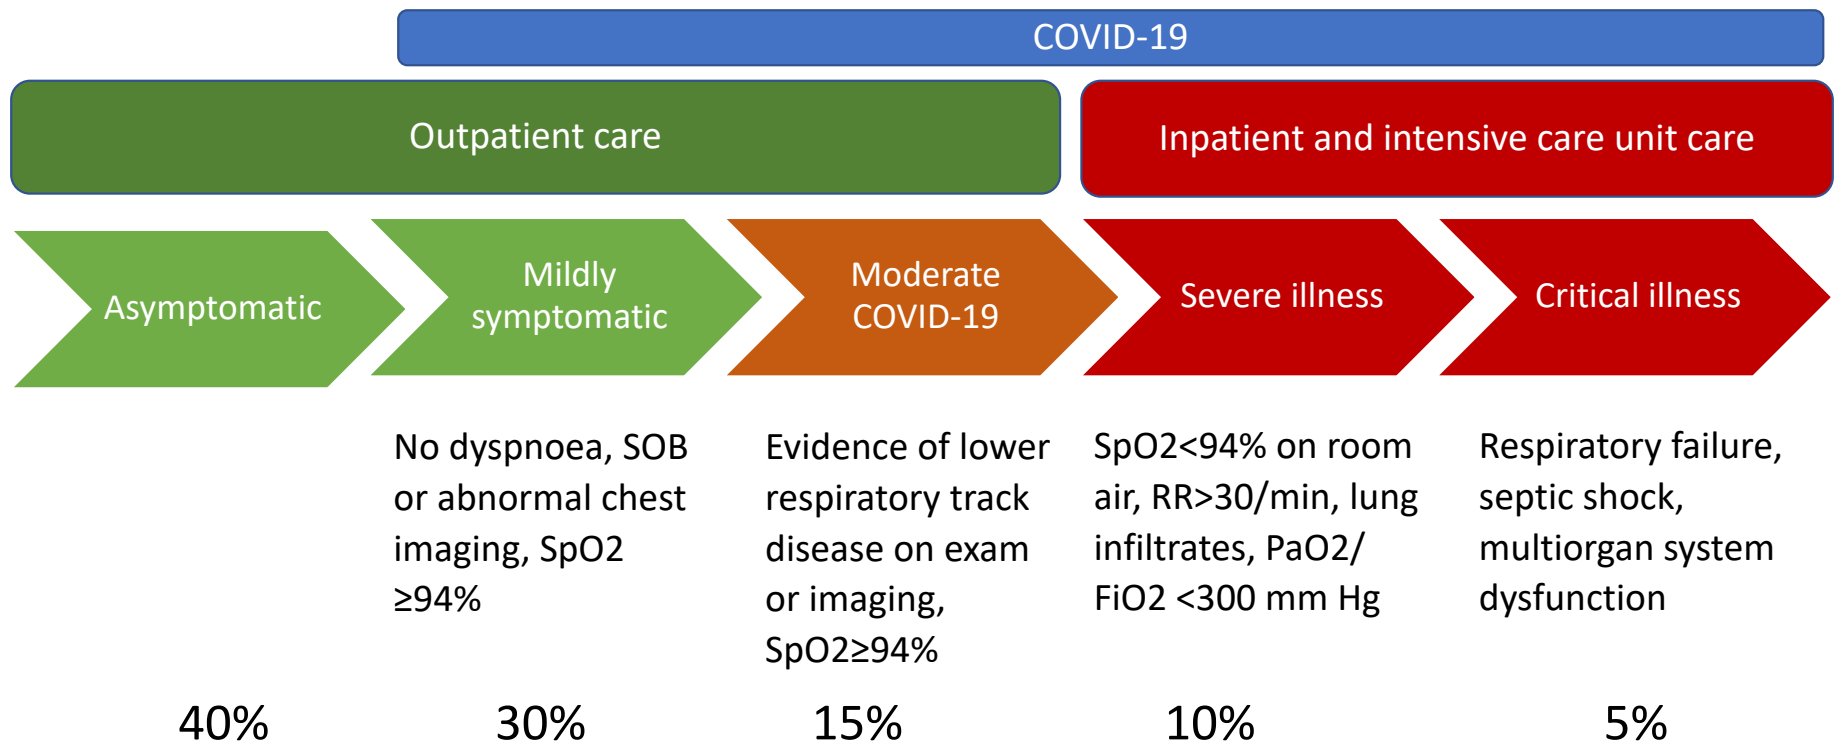 COVID-19
Outpatient care
Inpatient and intensive care unit care
Asymptomatic
Mildly
symptomatic
Moderate
COVID-19
Severe illness
Critical illness
No dyspnoea, SOB
or abnormal chest
imaging, SpO2
≥94%
Evidence of lower
respiratory track
disease on exam
or imaging,
SpO2≥94%
SpO2<94% on room
air, RR>30/min, lung
infiltrates, PaO2/
FiO2 <300 mm Hg
Respiratory failure,
septic shock,
multiorgan system
dysfunction
40%
30%
15%
10%
5%